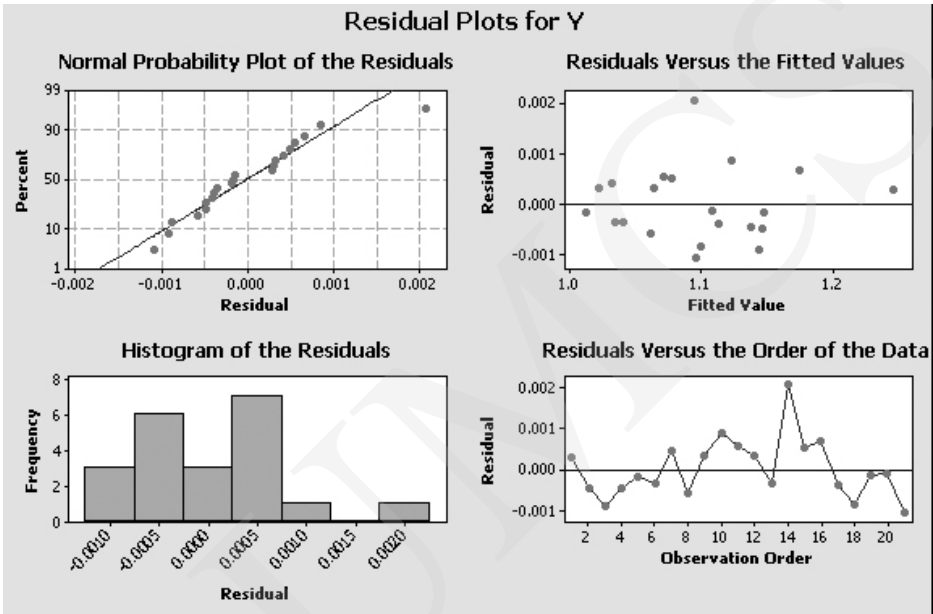 Residual Plots for Y
Normal Probability Plot of the Residuals
99
90
50
10
1
Percent
-0.002
-0.001
0.000
0.001
0.002
Residual
Residuals Versus the Fitted Values
0.002
0.001
0.000
-0.001
Residual
1.0
1.1
1.2
Fitted Value
Histogram of the Residuals
8
6
4
2
0
Frequency
-0.0010
-0.0005
0.0000
0.0005
0.0010
0.0015
0.0020
Residual
Residuals Versus the Order of the Data
0.002
0.001
0.000
-0.001
Residual
2 4 6 8 10 12 14 16 18 20
Observation Order
UMCS